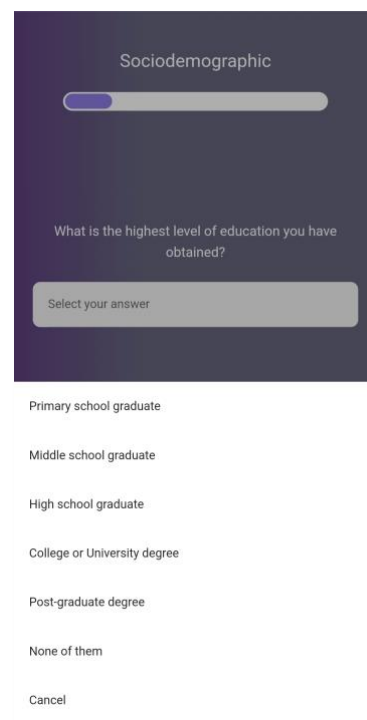 Sociodemographic
What is the highest level of education you have
obtained?
Select your answer
Primary school graduate
Middle school graduate
High school graduate
College or University degree
Post-graduate degree
None of them
Cancel